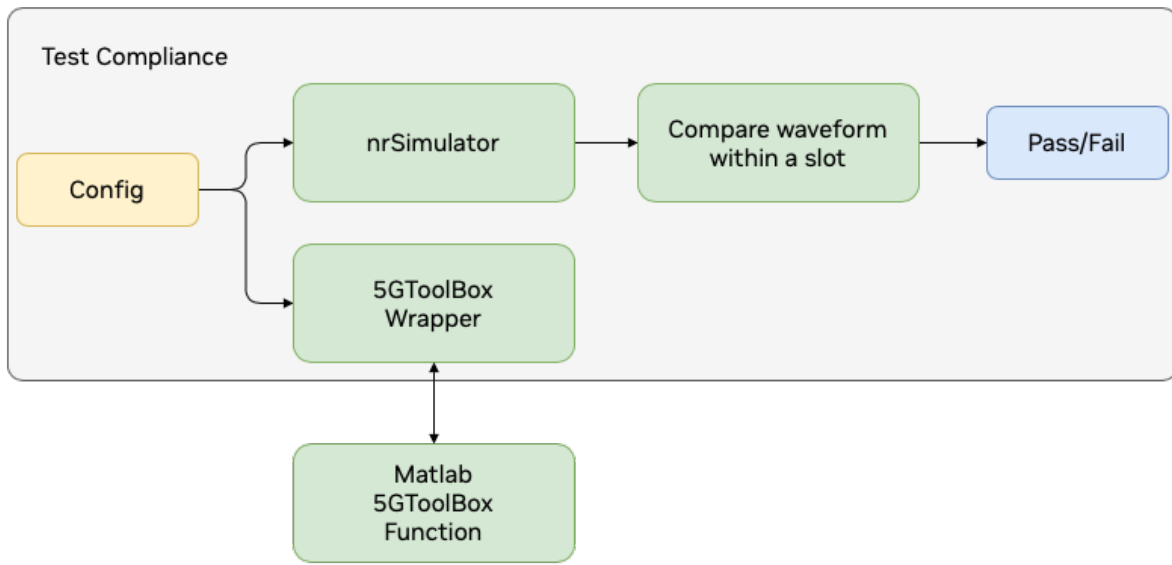 Test Compliance
Config
nrSimulator
Compare waveform
within a slot
Pass/Fail
5GToolBox
Wrapper
Matlab
5GToolBox
Function